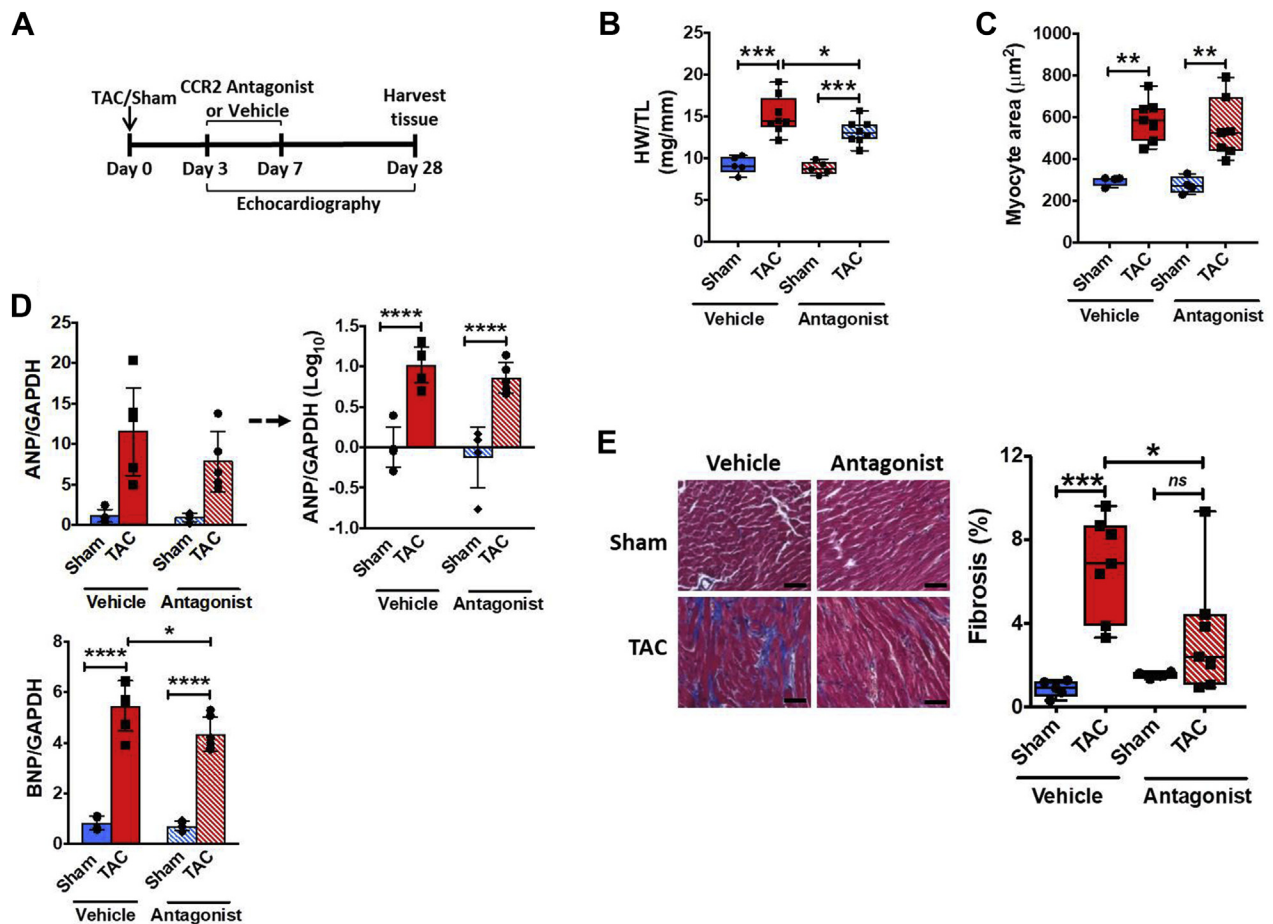 A
TAC/Sham
CCR2 Antagonist
or Vehicle
Harvest
tissue
Day 0
Day 3
Day 7
Day 28
Echocardiography
B
HW/TL
(mg/mm)
25
20
15
10
5
0
***
*
***
Sham
TAC
Sham
TAC
Vehicle
Antagonist
C
Myocyte area (μm²)
1000
800
600
400
200
0
**
**
Sham
TAC
Sham
TAC
Vehicle
Antagonist
D
ANP/GAPDH
25
20
15
10
5
0
Sham
TAC
Sham
TAC
Vehicle
Antagonist
ANP/GAPDH (Log₁₀)
1.5
1.0
0.5
0.0
-0.5
-1.0
****
****
Sham
TAC
Sham
TAC
Vehicle
Antagonist
BNP/GAPDH
8
6
4
2
0
****
*
****
Sham
TAC
Sham
TAC
Vehicle
Antagonist
E
Vehicle
Antagonist
Sham
TAC
Fibrosis (%)
12
8
4
0
***
*
ns
Sham
TAC
Sham
TAC
Vehicle
Antagonist